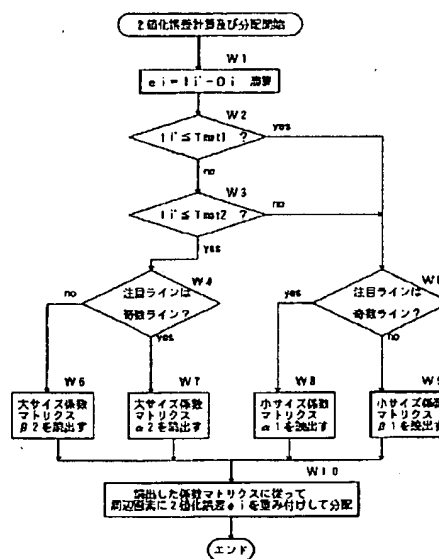 2値化誤差計算及び分配開始
W1
ei=Ii'-Oi 演算
W2
Ii'≦Tmat1 ?
yes
no
W3
Ii'≦Tmat2 ?
no
yes
W4
注目ラインは
奇数ライン?
no
yes
注目ラインは
奇数ライン?
yes
no
W6
大サイズ係数
マトリクス
β2を読出す
W7
大サイズ係数
マトリクス
α2を読出す
W8
小サイズ係数
マトリクス
α1を読出す
小サイズ係数
マトリクス
β1を読出す
W10
読出した係数マトリクスに従って
周辺画素に2値化誤差eiを重み付けして分配
エンド